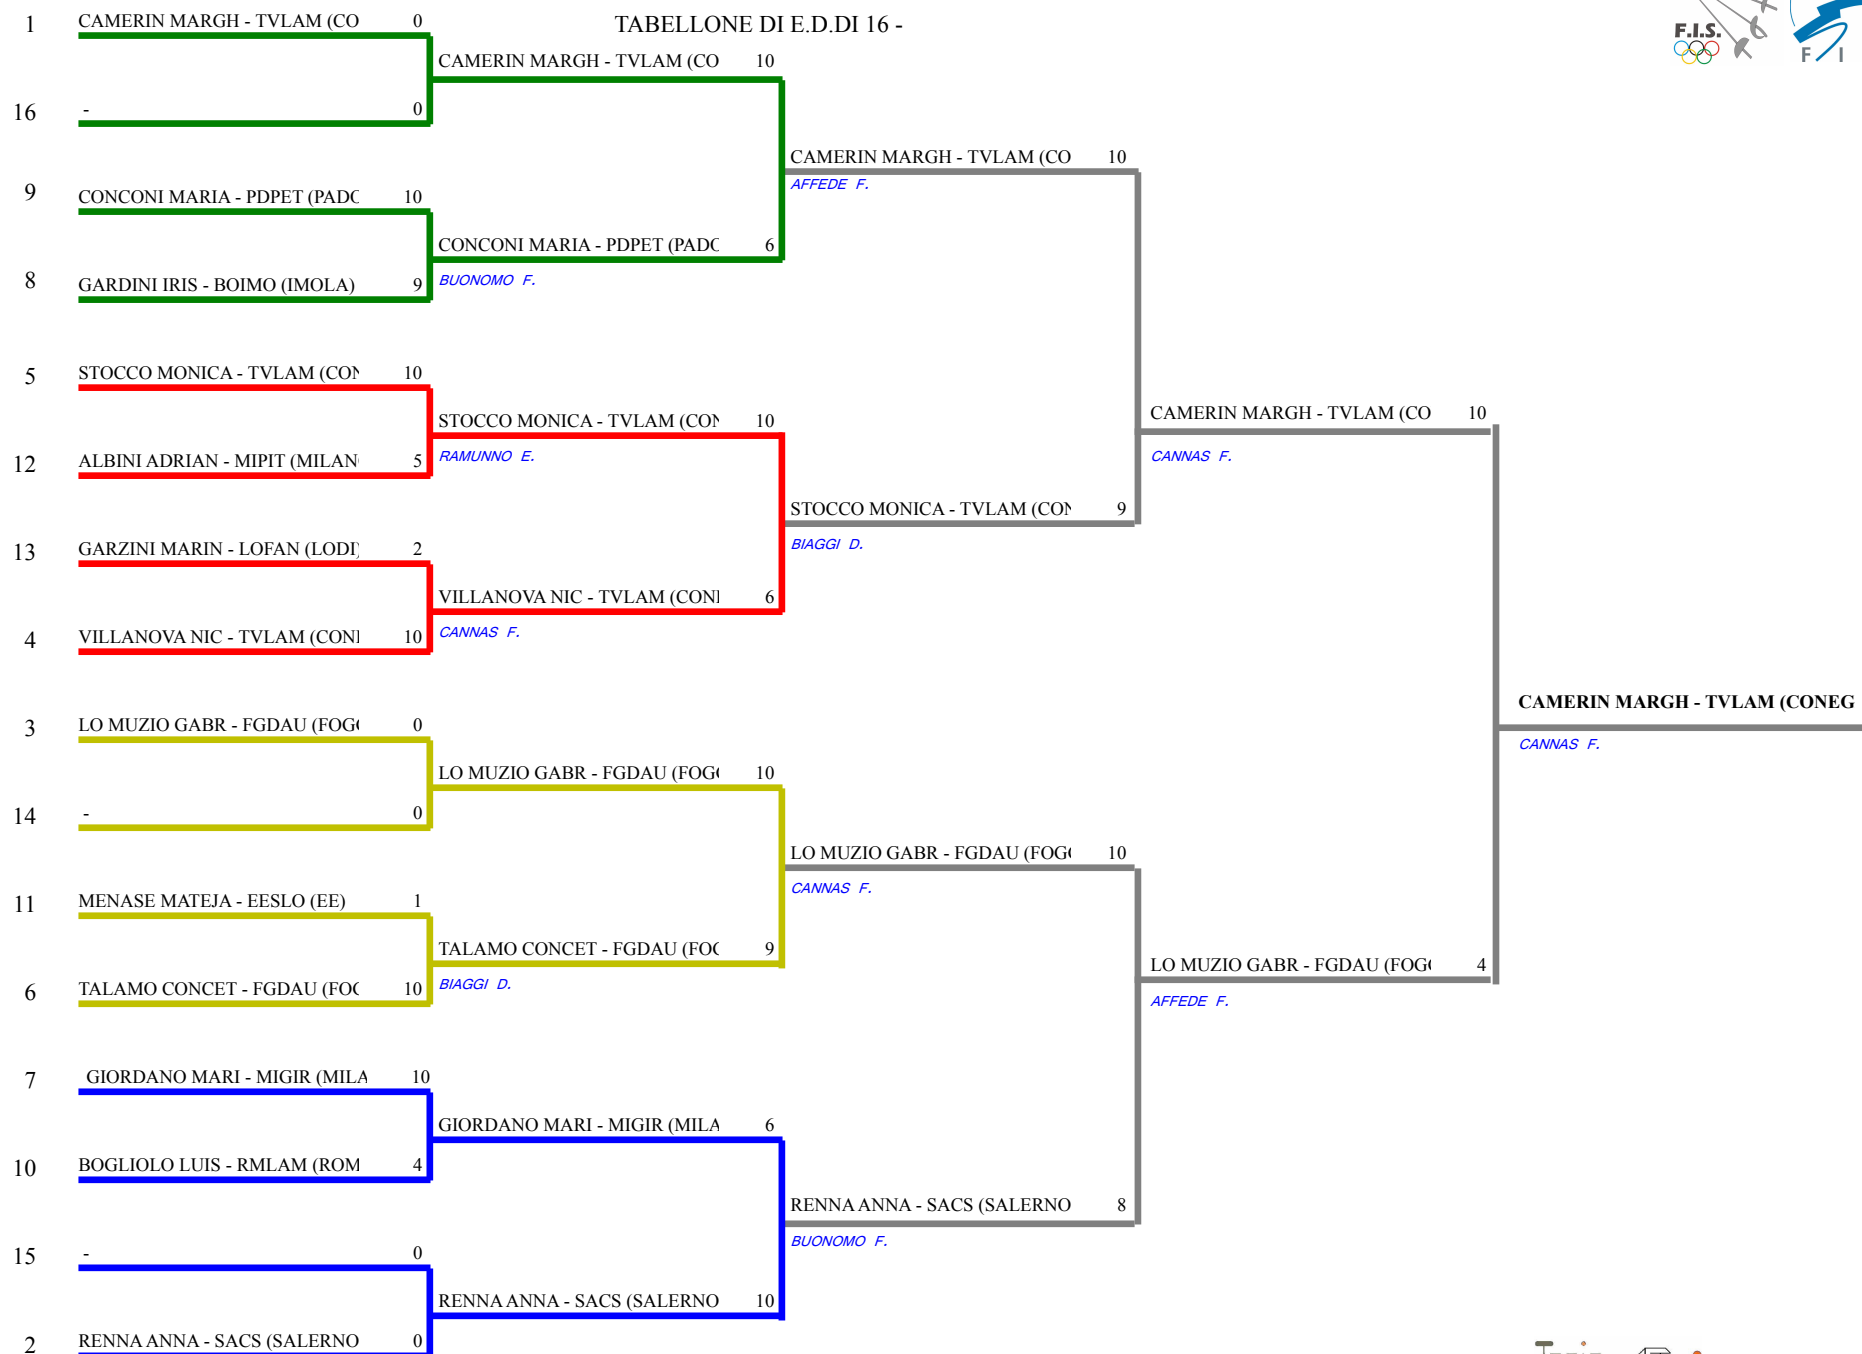 TABELLONE DI E.D.DI 16 -
F.I.S.
F I
1 CAMERIN MARGH - TVLAM (CO 0
CAMERIN MARGH - TVLAM (CO 10
16 - 0
CAMERIN MARGH - TVLAM (CO 10
AFFEDE F.
9 CONCONI MARIA - PDPET (PADO 10
CONCONI MARIA - PDPET (PADO 6
BUONOMO F.
8 GARDINI IRIS - BOIMO (IMOLA) 9
5 STOCCO MONICA - TVLAM (CON 10
STOCCO MONICA - TVLAM (CON 10
RAMUNNO E.
CAMERIN MARGH - TVLAM (CO 10
CANNAS F.
12 ALBINI ADRIAN - MIPIT (MILAN 5
STOCCO MONICA - TVLAM (CON 9
BIAGGI D.
13 GARZINI MARIN - LOFAN (LODI) 2
VILLANOVA NIC - TVLAM (CON 6
CANNAS F.
4 VILLANOVA NIC - TVLAM (CON 10
CAMERIN MARGH - TVLAM (CONEG
CANNAS F.
3 LO MUZIO GABR - FGDAU (FOG 0
LO MUZIO GABR - FGDAU (FOG 10
14 - 0
LO MUZIO GABR - FGDAU (FOG 10
CANNAS F.
11 MENASE MATEJA - EESLO (EE) 1
TALAMO CONCET - FGDAU (FO 9
BIAGGI D.
LO MUZIO GABR - FGDAU (FOG 4
AFFEDE F.
6 TALAMO CONCET - FGDAU (FO 10
7 GIORDANO MARI - MIGIR (MILA 10
GIORDANO MARI - MIGIR (MILA 6
10 BOGLIOLO LUIS - RMLAM (ROM 4
RENNA ANNA - SACS (SALERNO 8
BUONOMO F.
15 - 0
RENNA ANNA - SACS (SALERNO 10
2 RENNA ANNA - SACS (SALERNO 0